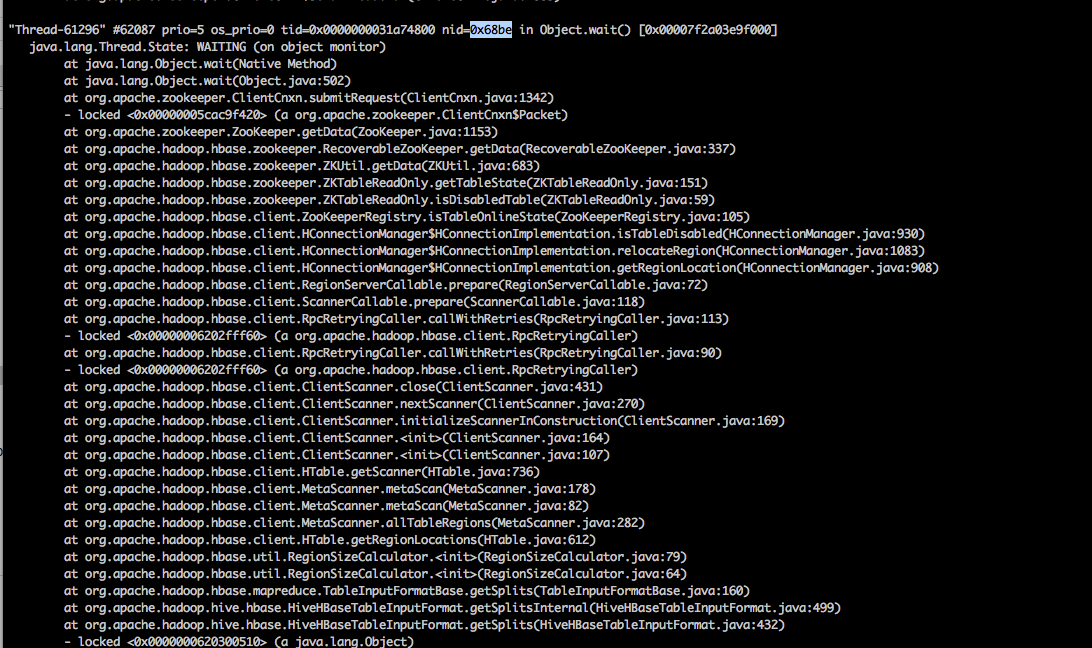 "Thread-61296" #62087 prio=5 os_prio=0 tid=0x0000000031a74800 nid=0x68be in Object.wait() [0x00007f2a03e9f000]
java.lang.Thread.State: WAITING (on object monitor)
at java.lang.Object.wait(Native Method)
at java.lang.Object.wait(Object.java:502)
at org.apache.zookeeper.ClientCnxn.submitRequest(ClientCnxn.java:1342)
- locked <0x00000005cac9f420> (a org.apache.zookeeper.ClientCnxn$Packet)
at org.apache.zookeeper.ZooKeeper.getData(ZooKeeper.java:1153)
at org.apache.hadoop.hbase.zookeeper.RecoverableZooKeeper.getData(RecoverableZooKeeper.java:337)
at org.apache.hadoop.hbase.zookeeper.ZKUtil.getData(ZKUtil.java:683)
at org.apache.hadoop.hbase.zookeeper.ZKTableReadOnly.getTableState(ZKTableReadOnly.java:151)
at org.apache.hadoop.hbase.zookeeper.ZKTableReadOnly.isDisabledTable(ZKTableReadOnly.java:59)
at org.apache.hadoop.hbase.client.ZooKeeperRegistry.isTableOnlineState(ZooKeeperRegistry.java:105)
at org.apache.hadoop.hbase.client.HConnectionManager$HConnectionImplementation.isTableDisabled(HConnectionManager.java:930)
at org.apache.hadoop.hbase.client.HConnectionManager$HConnectionImplementation.relocateRegion(HConnectionManager.java:1083)
at org.apache.hadoop.hbase.client.HConnectionManager$HConnectionImplementation.getRegionLocation(HConnectionManager.java:908)
at org.apache.hadoop.hbase.client.RegionServerCallable.prepare(RegionServerCallable.java:72)
at org.apache.hadoop.hbase.client.ScannerCallable.prepare(ScannerCallable.java:118)
at org.apache.hadoop.hbase.client.RpcRetryingCaller.callWithRetries(RpcRetryingCaller.java:113)
- locked <0x00000006202fff60> (a org.apache.hadoop.hbase.client.RpcRetryingCaller)
at org.apache.hadoop.hbase.client.RpcRetryingCaller.callWithRetries(RpcRetryingCaller.java:90)
- locked <0x00000006202fff60> (a org.apache.hadoop.hbase.client.RpcRetryingCaller)
at org.apache.hadoop.hbase.client.ClientScanner.close(ClientScanner.java:431)
at org.apache.hadoop.hbase.client.ClientScanner.nextScanner(ClientScanner.java:270)
at org.apache.hadoop.hbase.client.ClientScanner.initializeScannerInConstruction(ClientScanner.java:169)
at org.apache.hadoop.hbase.client.ClientScanner.<init>(ClientScanner.java:164)
at org.apache.hadoop.hbase.client.ClientScanner.<init>(ClientScanner.java:107)
at org.apache.hadoop.hbase.client.HTable.getScanner(HTable.java:736)
at org.apache.hadoop.hbase.client.MetaScanner.metaScan(MetaScanner.java:178)
at org.apache.hadoop.hbase.client.MetaScanner.metaScan(MetaScanner.java:82)
at org.apache.hadoop.hbase.client.MetaScanner.allTableRegions(MetaScanner.java:282)
at org.apache.hadoop.hbase.client.HTable.getRegionLocations(HTable.java:612)
at org.apache.hadoop.hbase.util.RegionSizeCalculator.<init>(RegionSizeCalculator.java:79)
at org.apache.hadoop.hbase.util.RegionSizeCalculator.<init>(RegionSizeCalculator.java:64)
at org.apache.hadoop.hbase.mapreduce.TableInputFormatBase.getSplits(TableInputFormatBase.java:160)
at org.apache.hadoop.hive.hbase.HiveHBaseTableInputFormat.getSplitsInternal(HiveHBaseTableInputFormat.java:499)
at org.apache.hadoop.hive.hbase.HiveHBaseTableInputFormat.getSplits(HiveHBaseTableInputFormat.java:432)
- locked <0x0000000620300510> (a java.lang.Object)